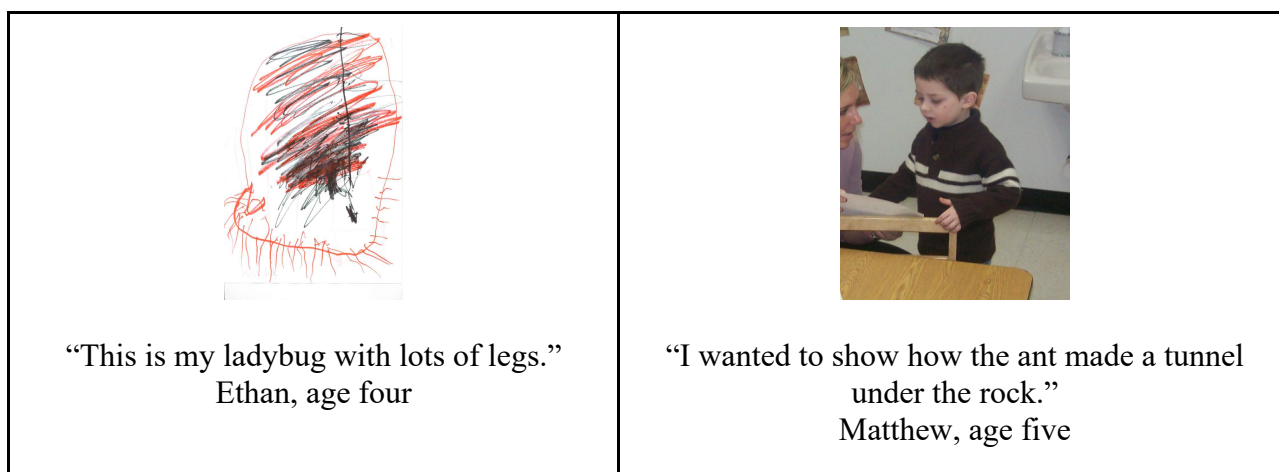 “This is my ladybug with lots of legs.”
Ethan, age four
“I wanted to show how the ant made a tunnel
under the rock.”
Matthew, age five